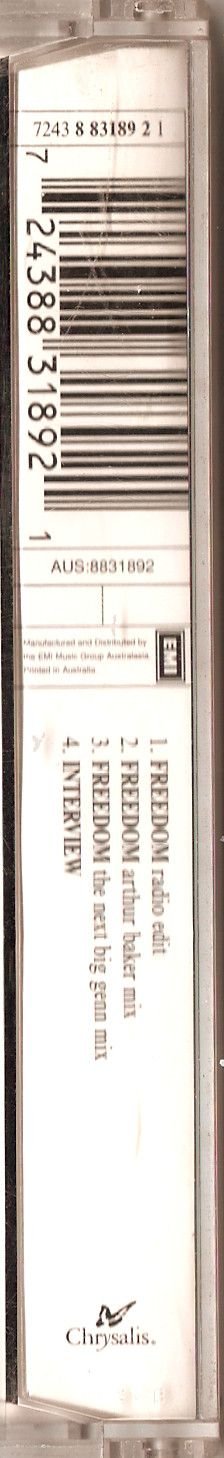 7243 8 83189 2 1
7 24388 31892 1
AUS:8831892
EMI
Manufactured and Distributed by
the EMI Music Group Australasia
Printed in Australia
1. FREEDOM radio edit
2. FREEDOM arthur baker mix
3. FREEDOM the next big genn mix
4. INTERVIEW
Chrysalis.